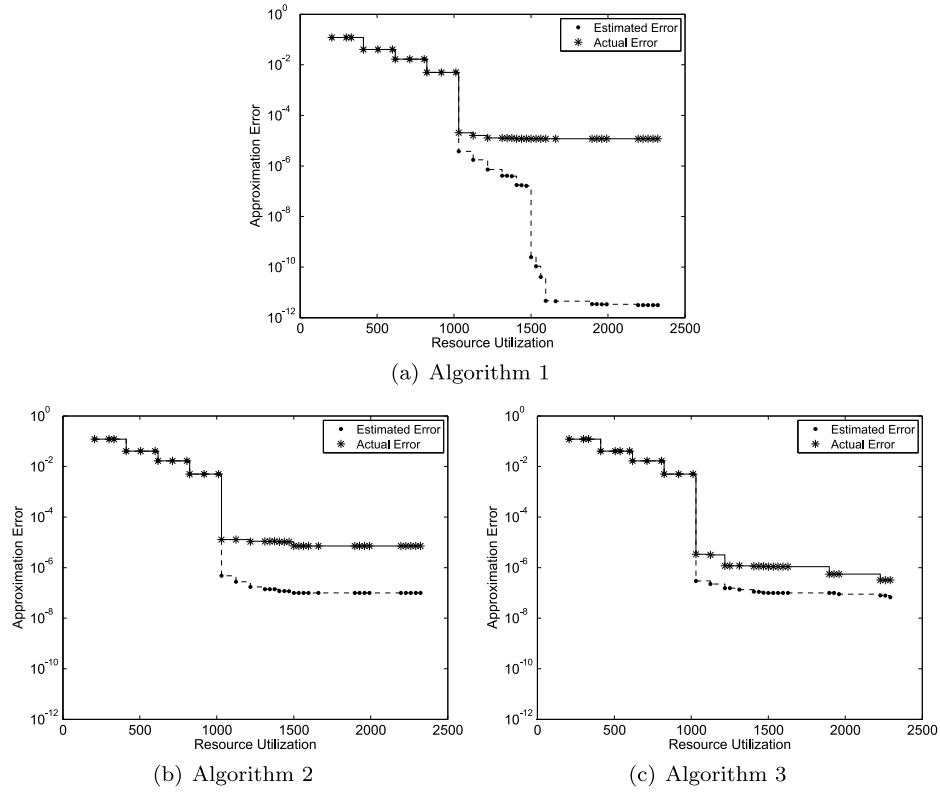 10^0
10^-2
10^-4
10^-6
10^-8
10^-10
10^-12
Approximation Error
Estimated Error
Actual Error
0 500 1000 1500 2000 2500
Resource Utilization
(a) Algorithm 1
10^0
10^-2
10^-4
10^-6
10^-8
10^-10
10^-12
Approximation Error
Estimated Error
Actual Error
0 500 1000 1500 2000 2500
Resource Utilization
(b) Algorithm 2
10^0
10^-2
10^-4
10^-6
10^-8
10^-10
10^-12
Approximation Error
Estimated Error
Actual Error
0 500 1000 1500 2000 2500
Resource Utilization
(c) Algorithm 3